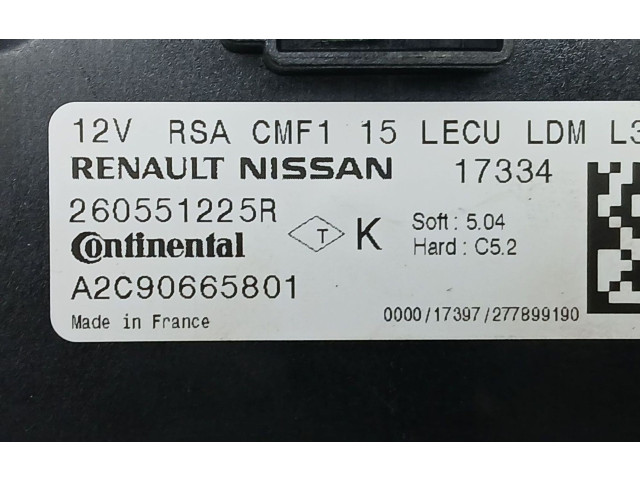 12V RSA CMF1 15 LECU LDM L3
RENAULT NISSAN 17334
260551225R
Continental
T K
Soft : 5.04
Hard : C5.2
A2C90665801
Made in France
0000/17397/277899190